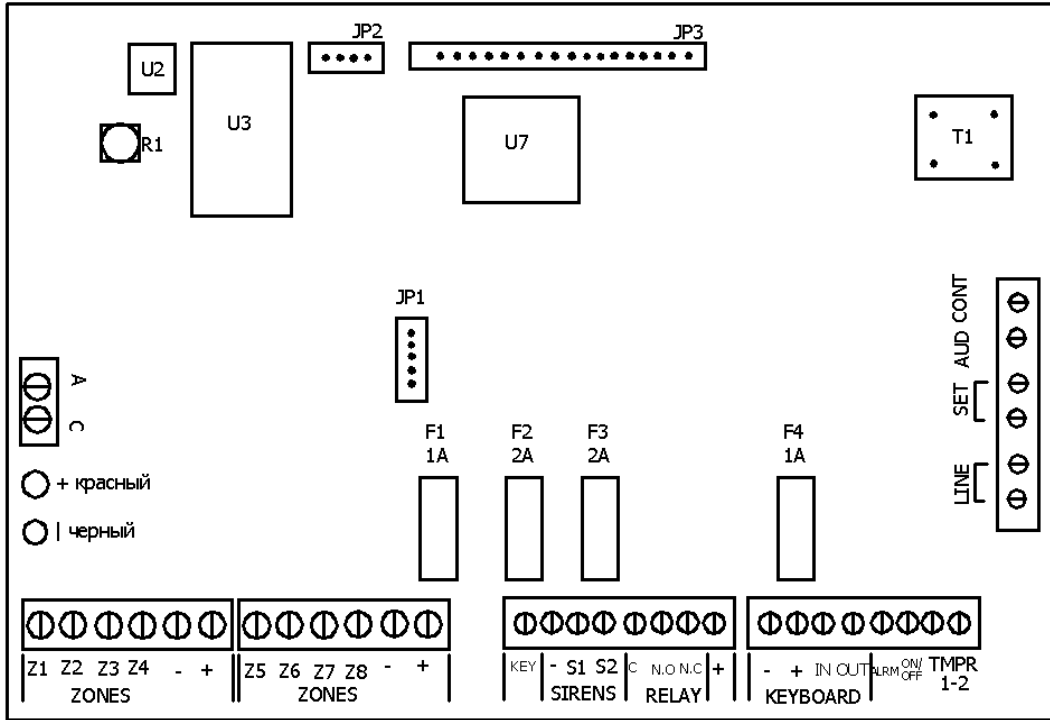 JP2
JP3
U2
U3
U7
R1
T1
JP1
AUD CONT
SET
LINE
A
C
F1
1A
F2
2A
F3
2A
F4
1A
+ красный
| черный
Z1 Z2 Z3 Z4 - +
ZONES
Z5 Z6 Z7 Z8 - +
ZONES
KEY - S1 S2 C N.O N.C +
SIRENS RELAY
- + IN OUT ALRM ON/OFF TMPR 1-2
KEYBOARD